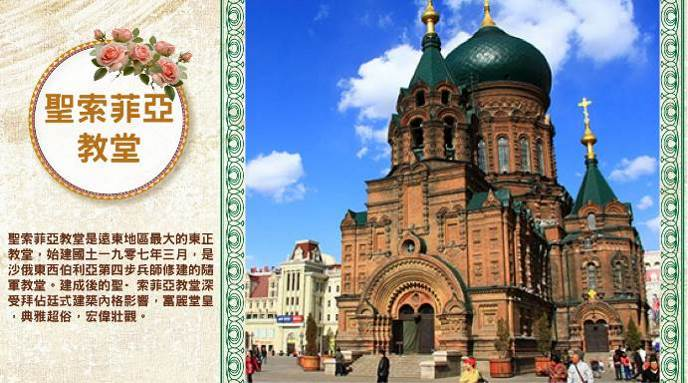 聖索菲亞
教堂
聖索菲亞教堂是遠東地區最大的東正
教堂，始建國土一九零七年三月，是
沙俄東西伯利亞第四步兵師修建的隨
軍教堂。建成後的聖- 索菲亞教堂深
受拜佔廷式建築內格影響，富麗堂皇
，典雅超俗，宏偉壯觀。